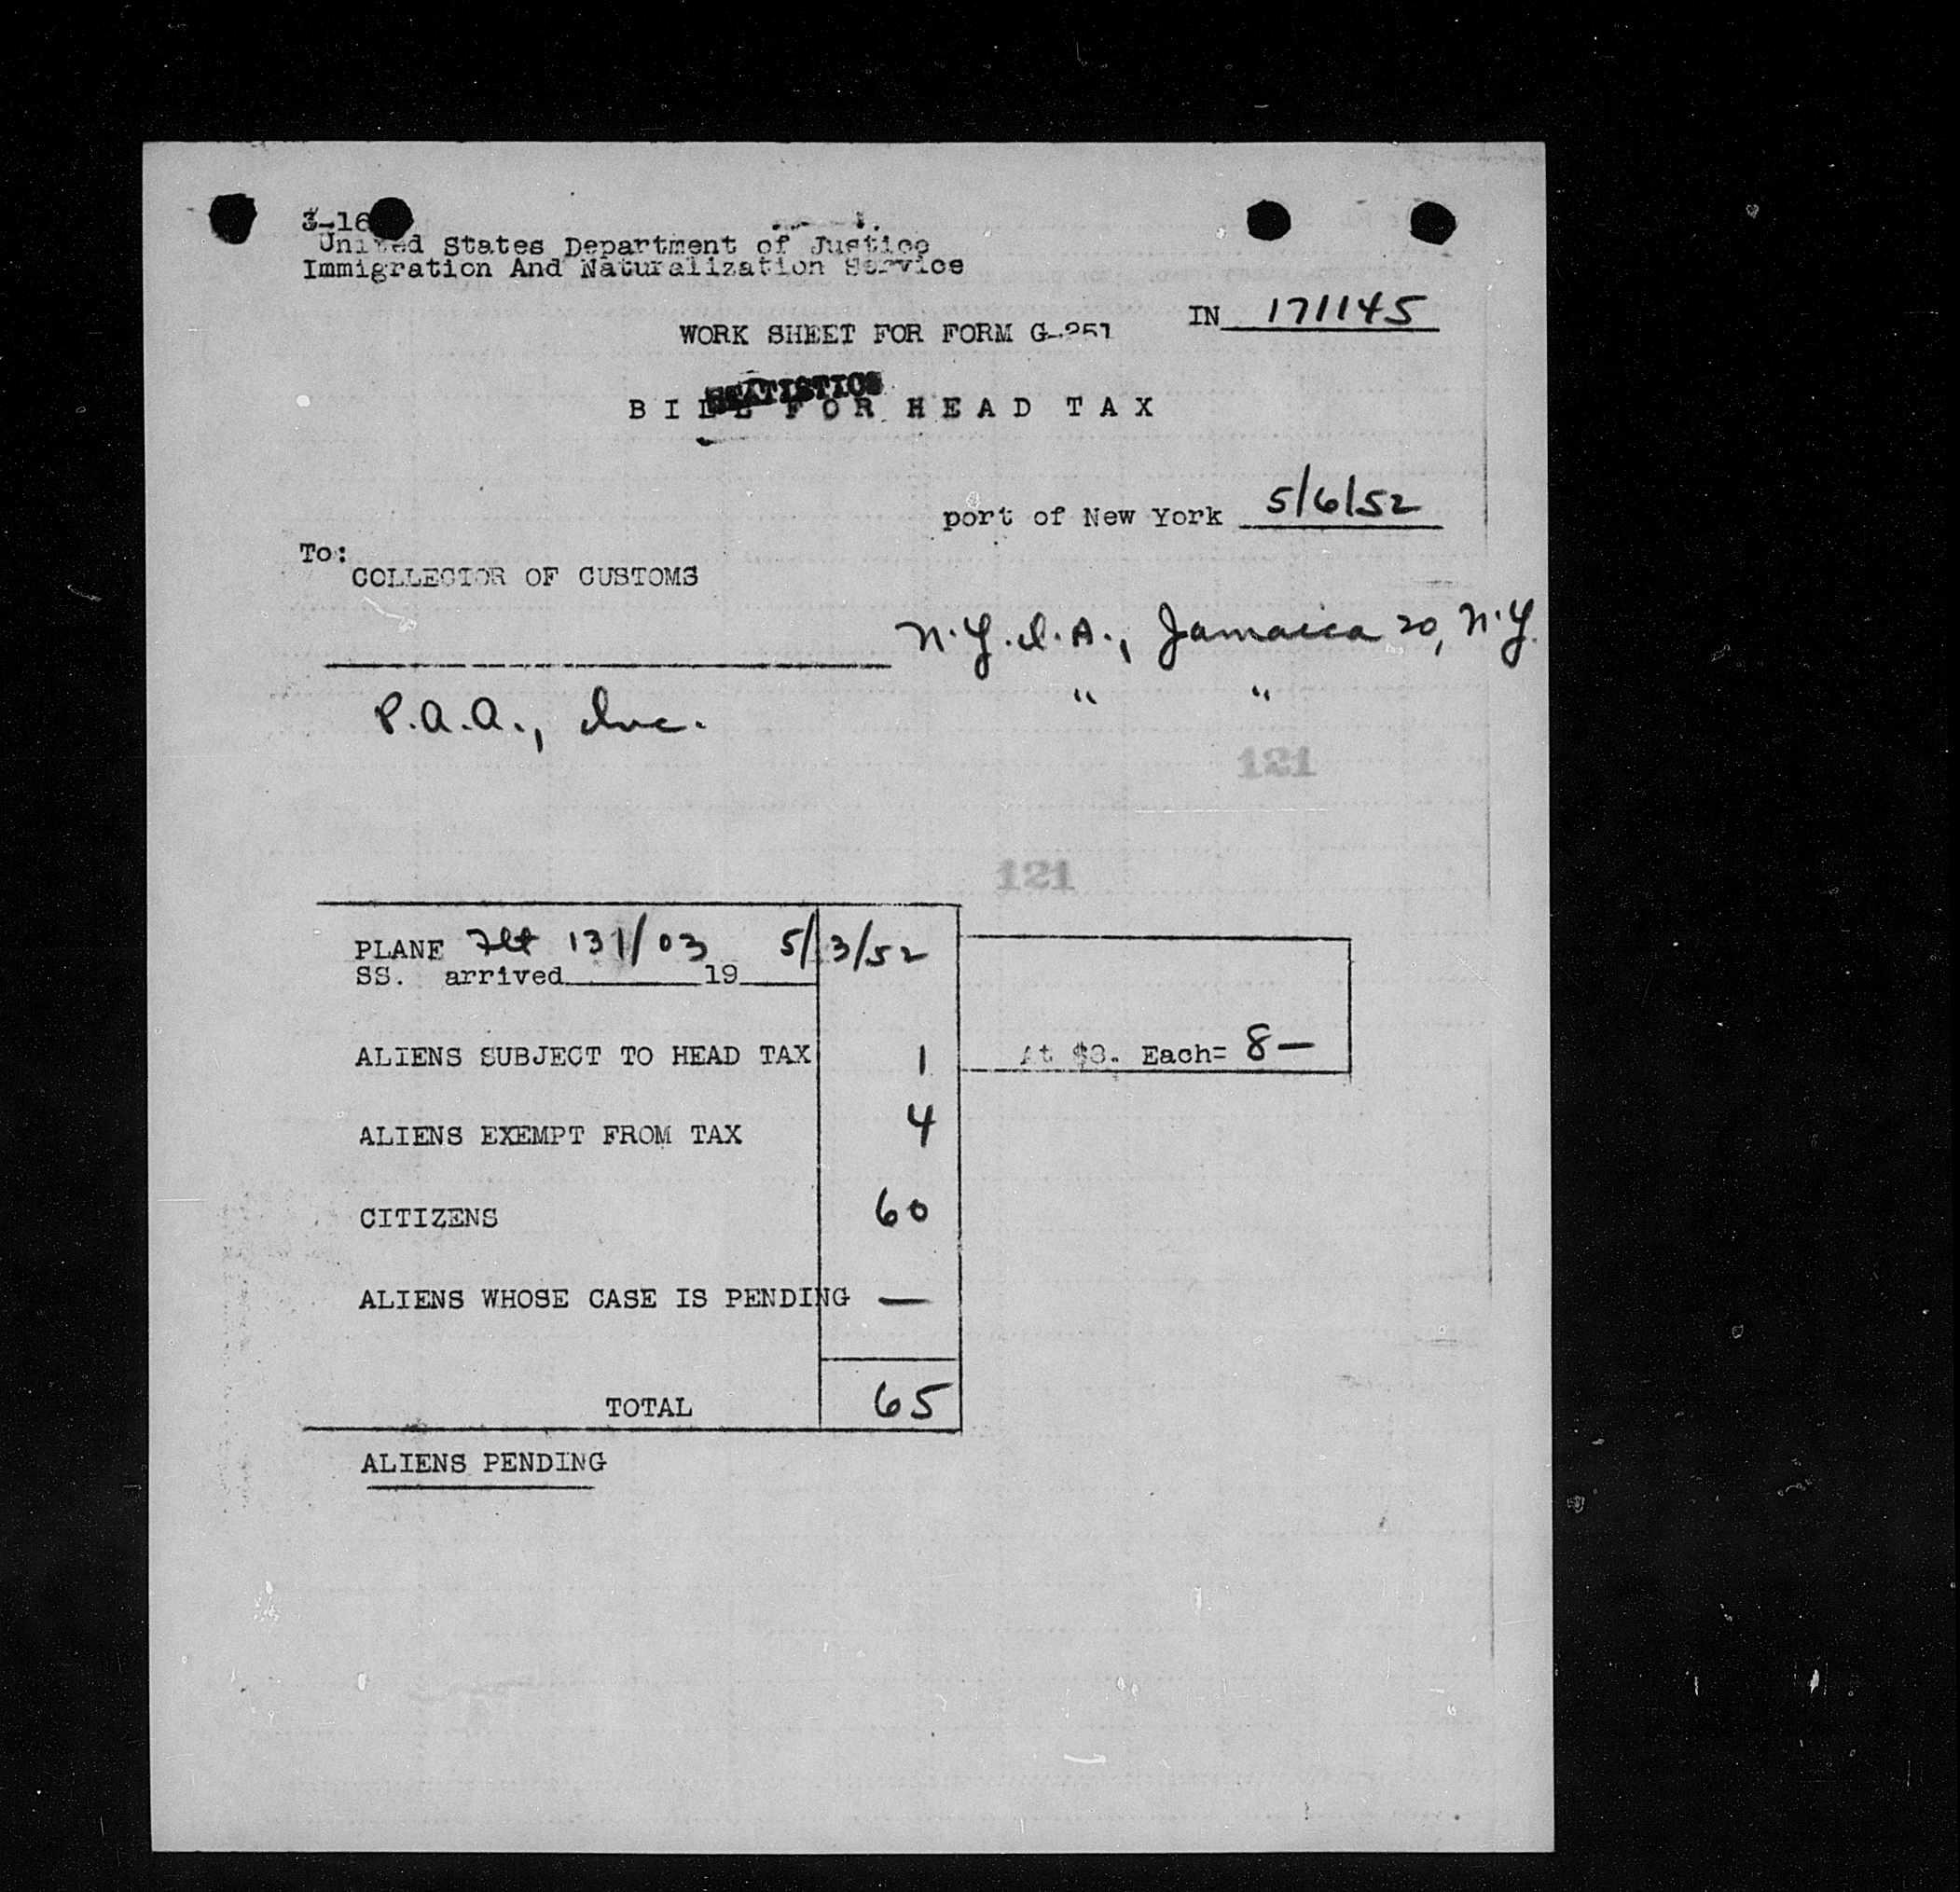 3-16
United States Department of Justice
Immigration And Naturalization Service
IN 171145
WORK SHEET FOR FORM G-251
STATISTICS
BILL FOR HEAD TAX
port of New York 5/6/52
To:
COLLECTOR OF CUSTOMS
N.Y.I.A., Jamaica 20, N.Y.
P.A.A., Inc. " "
121
121
PLANE Flt 131/03 5/3/52
SS. arrived 19
ALIENS SUBJECT TO HEAD TAX 1 At $8. Each= 8—
ALIENS EXEMPT FROM TAX 4
CITIZENS 60
ALIENS WHOSE CASE IS PENDING —
TOTAL 65
ALIENS PENDING